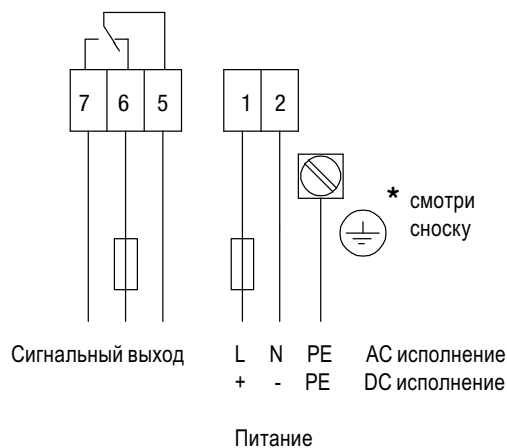 7 6 5 1 2
* смотри
сноску
Сигнальный выход L N PE AC исполнение
+ - PE DC исполнение
Питание